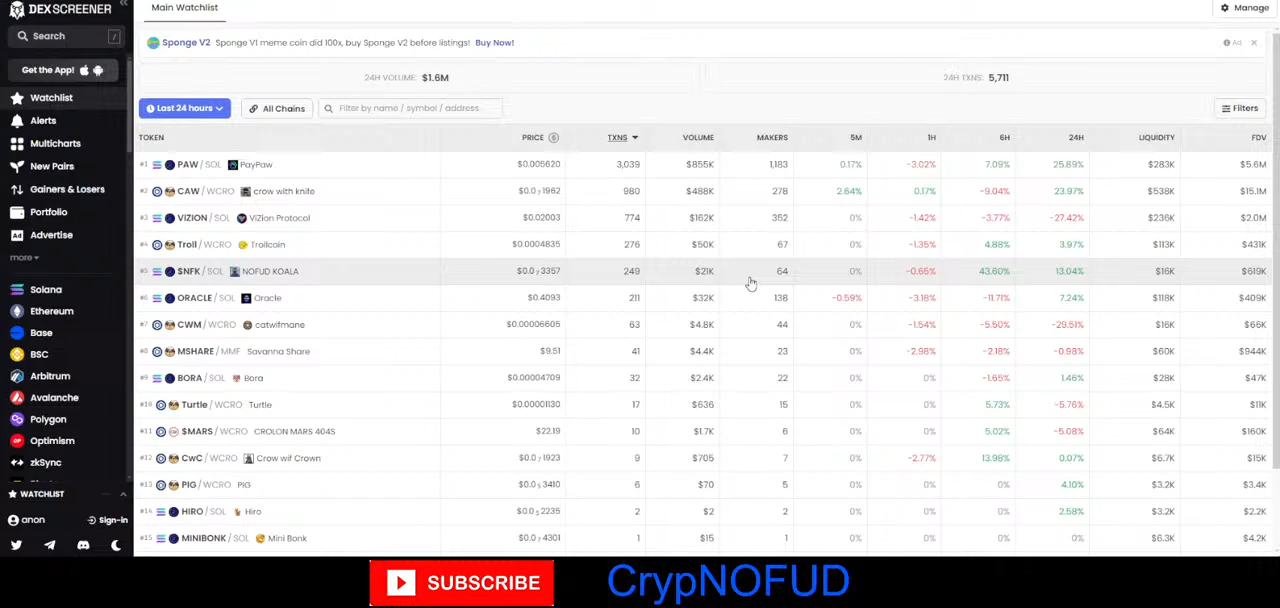 DEXSCREENER
Search /
Get the App!
Watchlist
Alerts
Multicharts
New Pairs
Gainers & Losers
Portfolio
Ad Advertise
more
Solana
Ethereum
Base
BSC
Arbitrum
Avalanche
Polygon
OP Optimism
zkSync
WATCHLIST
anon Sign-in
Main Watchlist
Manage
Sponge V2 Sponge V1 meme coin did 100x, buy Sponge V2 before listings! Buy Now! Ad
24H VOLUME: $1.6M 24H TXNS: 5,711
Last 24 hours All Chains Filter by name / symbol / address Filters
TOKEN PRICE TXNS VOLUME MAKERS 5M 1H 6H 24H LIQUIDITY FDV
#1 PAW / SOL PayPaw $0.005620 3,039 $855K 1,183 0.17% -3.02% 7.09% 25.89% $283K $5.6M
#2 CAW / WCRO crow with knife $0.0₇1962 980 $488K 278 2.64% 0.17% -9.04% 23.97% $538K $15.1M
#3 VIZION / SOL ViZion Protocol $0.02003 774 $162K 352 0% -1.42% -3.77% -27.42% $236K $2.0M
#4 Troll / WCRO Trollcoin $0.0004835 276 $50K 67 0% -1.35% 4.88% 3.97% $113K $431K
#5 $NFK / SOL NOFUD KOALA $0.0₇3357 249 $21K 64 0% -0.65% 43.60% 13.04% $16K $619K
#6 ORACLE / SOL Oracle $0.4093 211 $32K 138 -0.59% -3.18% -11.71% 7.24% $118K $409K
#7 CWM / WCRO catwifmane $0.00006605 63 $4.8K 44 0% -1.54% -5.50% -29.51% $16K $66K
#8 MSHARE / MMF Savanna Share $9.51 41 $4.4K 23 0% -2.98% -2.18% -0.98% $60K $944K
#9 BORA / SOL Bora $0.00004709 32 $2.4K 22 0% 0% -1.65% 1.46% $28K $47K
#10 Turtle / WCRO Turtle $0.00001130 17 $636 15 0% 0% 5.73% -5.76% $4.5K $11K
#11 $MARS / WCRO CROLON MARS 404S $22.19 10 $1.7K 6 0% 0% 5.02% -5.08% $64K $160K
#12 CwC / WCRO Crow wif Crown $0.0₇1923 9 $705 7 0% -2.77% 13.98% 0.07% $6.7K $15K
#13 PIG / WCRO PIG $0.0₅3410 6 $70 5 0% 0% 0% 4.10% $3.2K $3.4K
#14 HIRO / SOL Hiro $0.0₅2235 2 $2 2 0% 0% 0% 2.58% $3.2K $2.2K
#15 MINIBONK / SOL Mini Bonk $0.0₇4301 1 $15 1 0% 0% 0% 0% $6.3K $4.2K
SUBSCRIBE CrypNOFUD